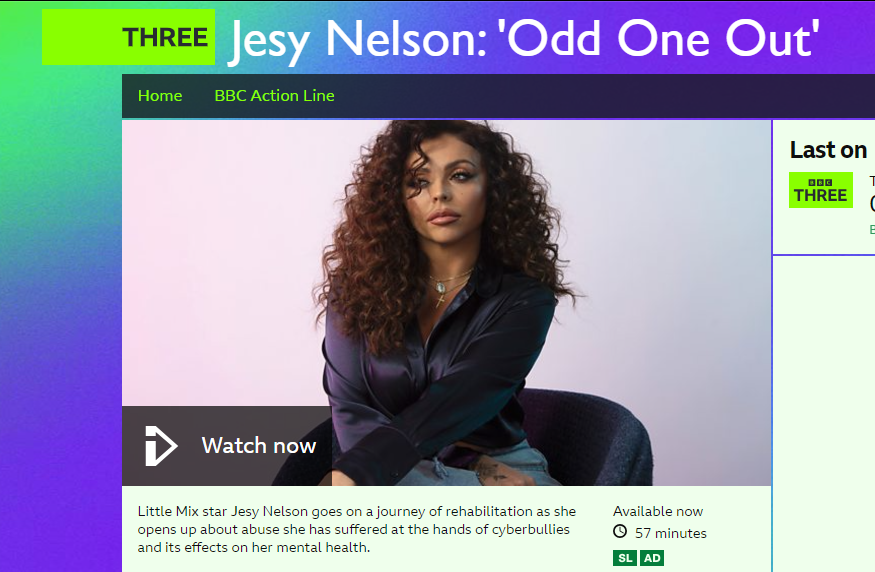 THREE
Jesy Nelson: 'Odd One Out'
Home BBC Action Line
Last on
BBC
THREE
Watch now
Little Mix star Jesy Nelson goes on a journey of rehabilitation as she
opens up about abuse she has suffered at the hands of cyberbullies
and its effects on her mental health.
Available now
57 minutes
SL AD